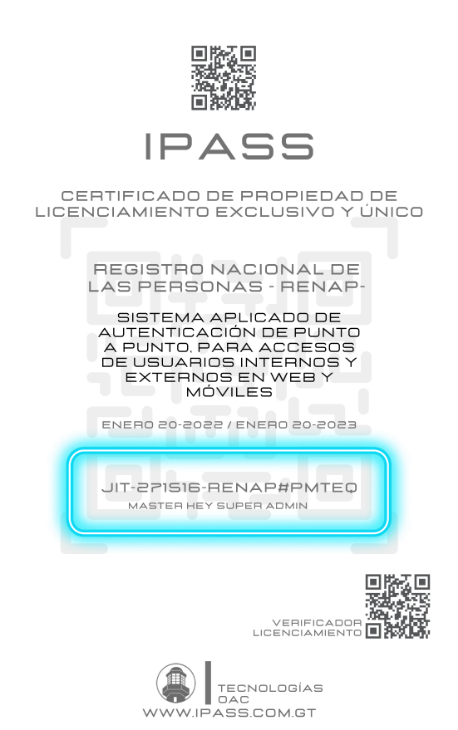 IPASS
CERTIFICADO DE PROPIEDAD DE
LICENCIAMIENTO EXCLUSIVO Y ÚNICO
REGISTRO NACIONAL DE
LAS PERSONAS - RENAP-
SISTEMA APLICADO DE
AUTENTICACIÓN DE PUNTO
A PUNTO, PARA ACCESOS
DE USUARIOS INTERNOS Y
EXTERNOS EN WEB Y
MÓVILES
ENERO 20-2022 / ENERO 20-2023
JIT-271516-RENAP#PMTEQ
MASTER HEY SUPER ADMIN
VERIFICADOR
LICENCIAMIENTO
TECNOLOGÍAS
OAC
WWW.IPASS.COM.GT